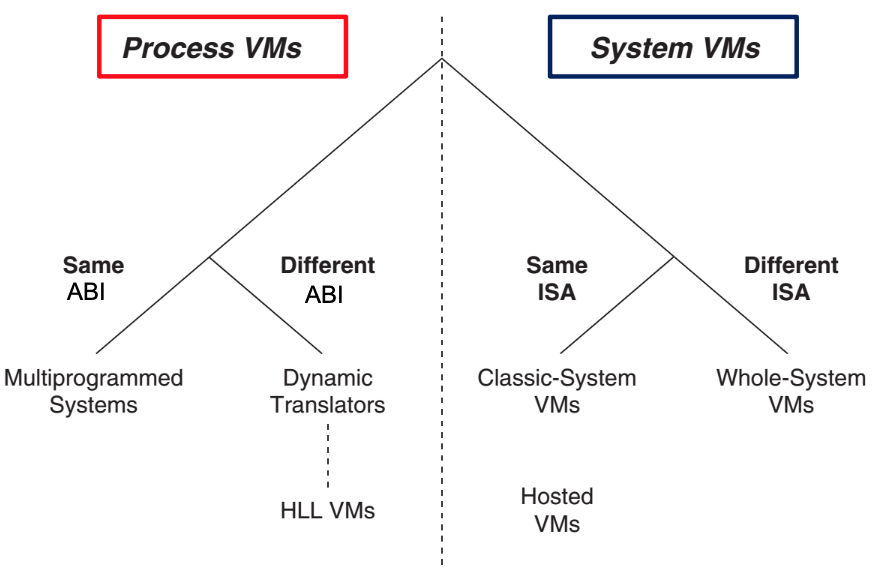 Process VMs
System VMs
Same
ABI
Different
ABI
Same
ISA
Different
ISA
Multiprogrammed
Systems
Dynamic
Translators
Classic-System
VMs
Whole-System
VMs
HLL VMs
Hosted
VMs